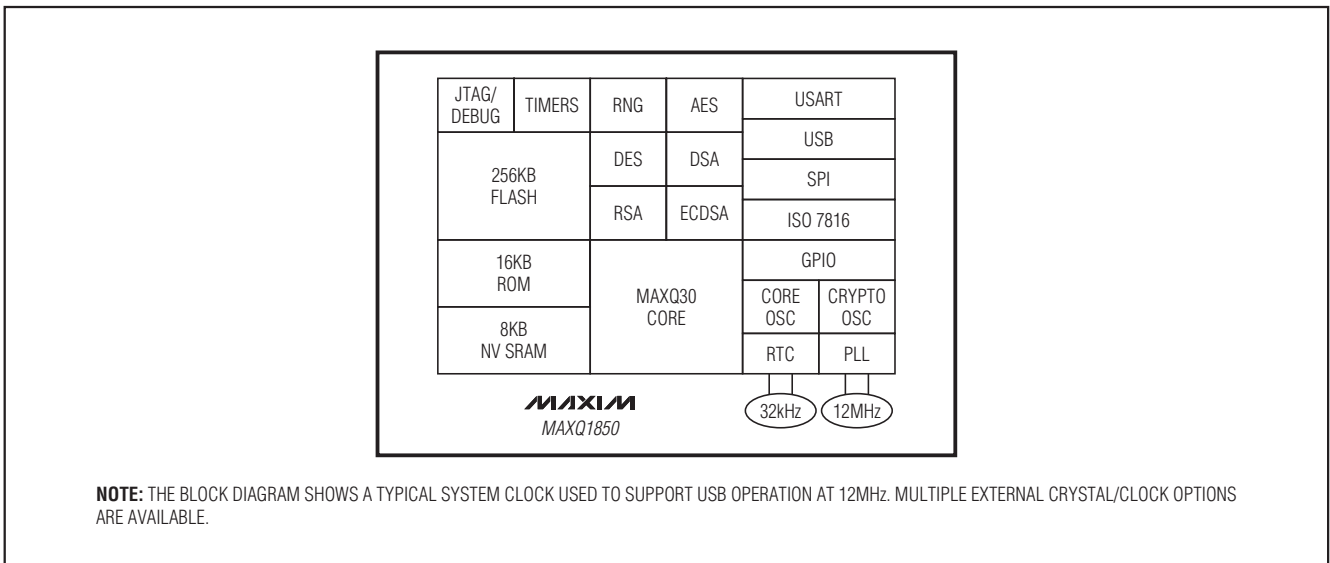 JTAG/
DEBUG
TIMERS
RNG
AES
USART
USB
256KB
FLASH
DES
DSA
SPI
RSA
ECDSA
ISO 7816
16KB
ROM
MAXQ30
CORE
GPIO
CORE
OSC
CRYPTO
OSC
8KB
NV SRAM
RTC
PLL
MAXIM
MAXQ1850
32kHz
12MHz
NOTE: THE BLOCK DIAGRAM SHOWS A TYPICAL SYSTEM CLOCK USED TO SUPPORT USB OPERATION AT 12MHz. MULTIPLE EXTERNAL CRYSTAL/CLOCK OPTIONS
ARE AVAILABLE.